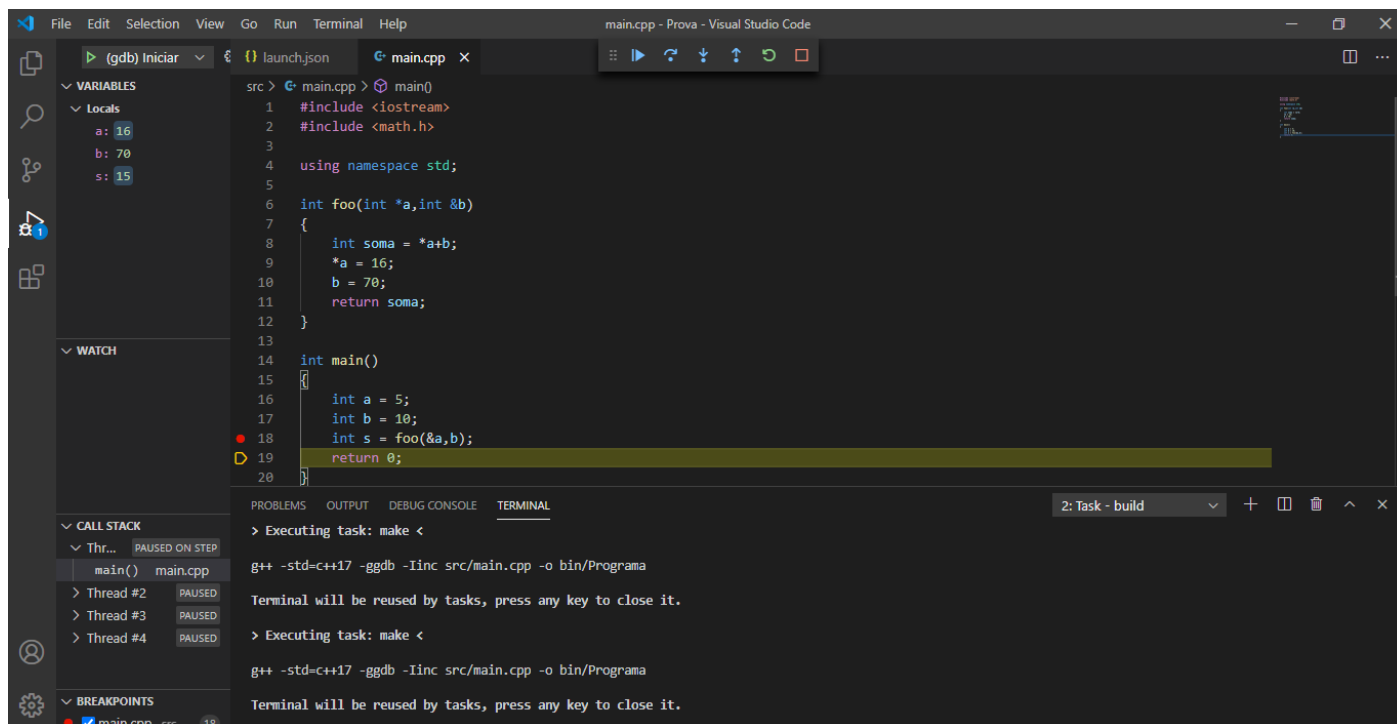 File Edit Selection View Go Run Terminal Help main.cpp - Prova - Visual Studio Code
(gdb) Iniciar
{} launch.json
main.cpp
VARIABLES
Locals
a: 16
b: 70
s: 15
WATCH
CALL STACK
Thr... PAUSED ON STEP
main() main.cpp
Thread #2 PAUSED
Thread #3 PAUSED
Thread #4 PAUSED
BREAKPOINTS
main.cpp src 18
1
src > main.cpp > main()
1 #include <iostream>
2 #include <math.h>
3
4 using namespace std;
5
6 int foo(int *a,int &b)
7 {
8 int soma = *a+b;
9 *a = 16;
10 b = 70;
11 return soma;
12 }
13
14 int main()
15 {
16 int a = 5;
17 int b = 10;
18 int s = foo(&a,b);
19 return 0;
20 }
PROBLEMS OUTPUT DEBUG CONSOLE TERMINAL 2: Task - build
> Executing task: make <
g++ -std=c++17 -ggdb -Iinc src/main.cpp -o bin/Programa
Terminal will be reused by tasks, press any key to close it.
> Executing task: make <
g++ -std=c++17 -ggdb -Iinc src/main.cpp -o bin/Programa
Terminal will be reused by tasks, press any key to close it.